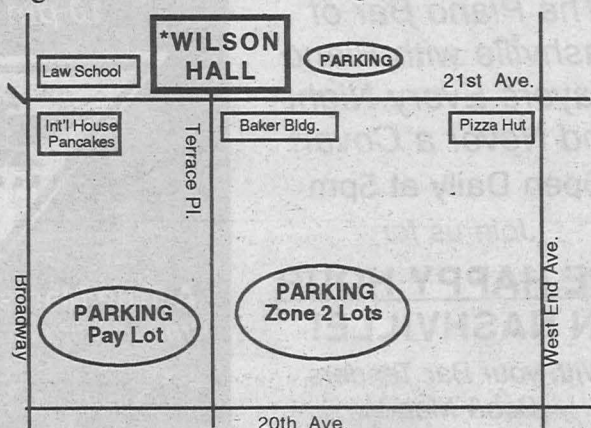 *WILSON
HALL
PARKING
Law School
21st Ave.
Int'l House
Pancakes
Terrace Pl.
Baker Bldg.
Pizza Hut
Broadway
PARKING
Pay Lot
PARKING
Zone 2 Lots
West End Ave.
20th Ave